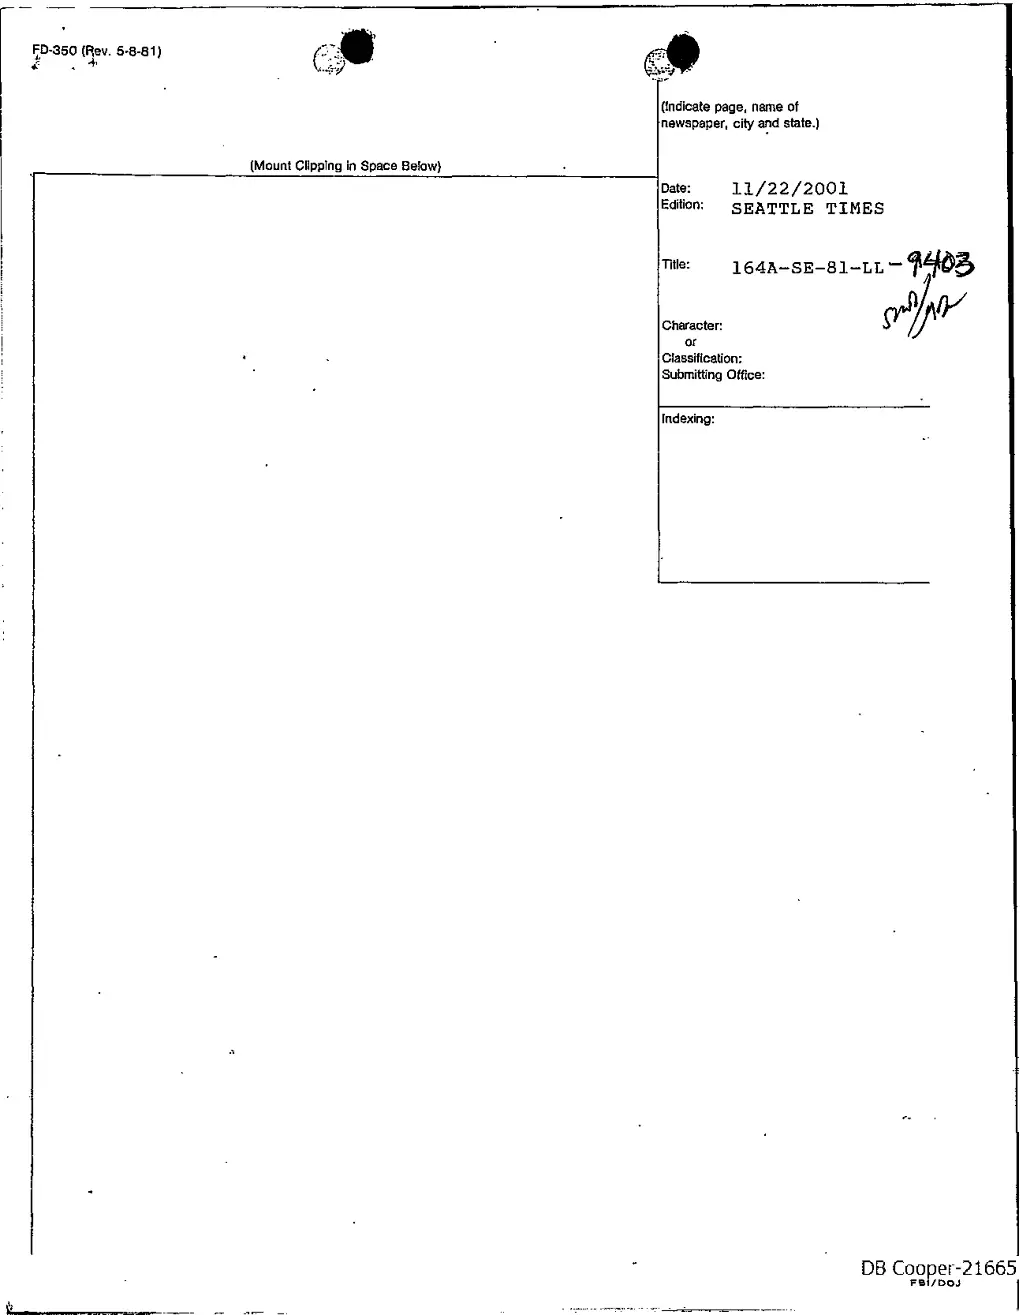 FD-350 (Rev. 5-8-81)
(Indicate page, name of
newspaper, city and state.)
(Mount Clipping in Space Below)
Date: 11/22/2001
Edition: SEATTLE TIMES
Title: 164A-SE-81-LL-9403
Character:
or
Classification:
Submitting Office:
Indexing:
DB Cooper-21665
FBI/DOJ